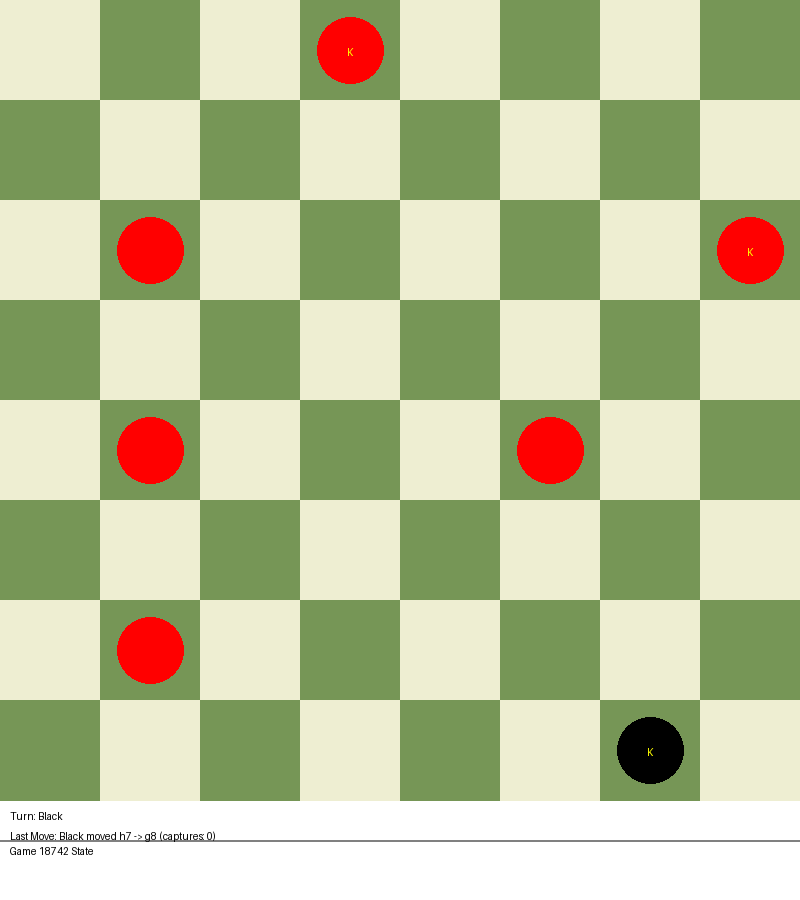 K
K
K
Turn: Black
Last Move: Black moved h7 -> g8 (captures: 0)
Game 18742 State